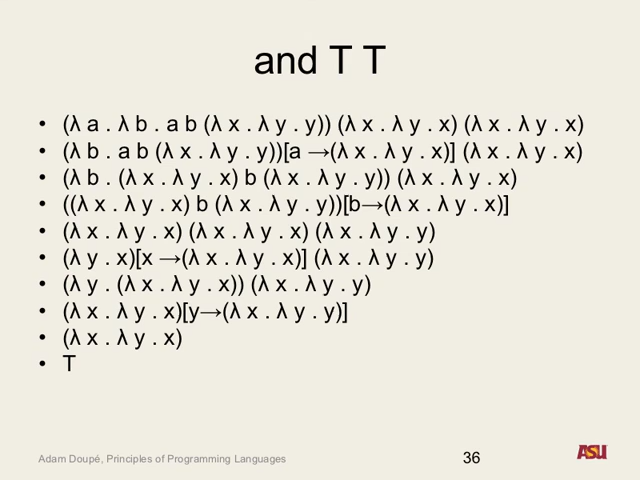 and T T
• (λ a . λ b . a b (λ x . λ y . y)) (λ x . λ y . x) (λ x . λ y . x)
• (λ b . a b (λ x . λ y . y))[a →(λ x . λ y . x)] (λ x . λ y . x)
• (λ b . (λ x . λ y . x) b (λ x . λ y . y)) (λ x . λ y . x)
• ((λ x . λ y . x) b (λ x . λ y . y))[b→(λ x . λ y . x)]
• (λ x . λ y . x) (λ x . λ y . x) (λ x . λ y . y)
• (λ y . x)[x →(λ x . λ y . x)] (λ x . λ y . y)
• (λ y . (λ x . λ y . x)) (λ x . λ y . y)
• (λ x . λ y . x)[y→(λ x . λ y . y)]
• (λ x . λ y . x)
• T
Adam Doupé, Principles of Programming Languages
36
ASU